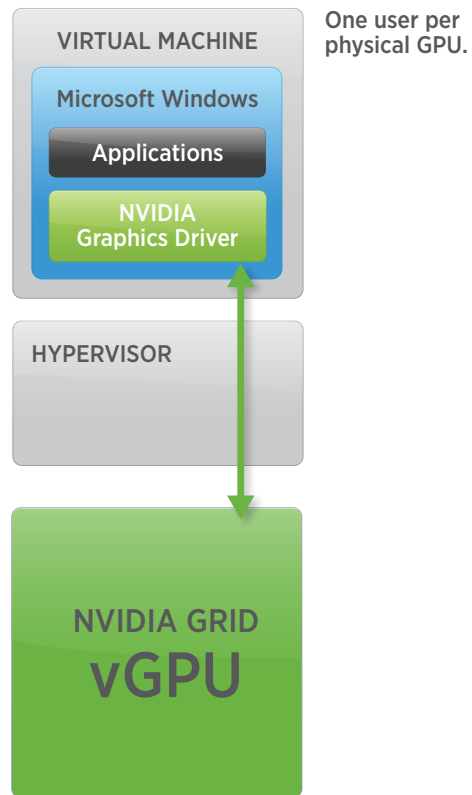 VIRTUAL MACHINE
Microsoft Windows
Applications
NVIDIA
Graphics Driver
One user per
physical GPU.
HYPERVISOR
NVIDIA GRID
vGPU